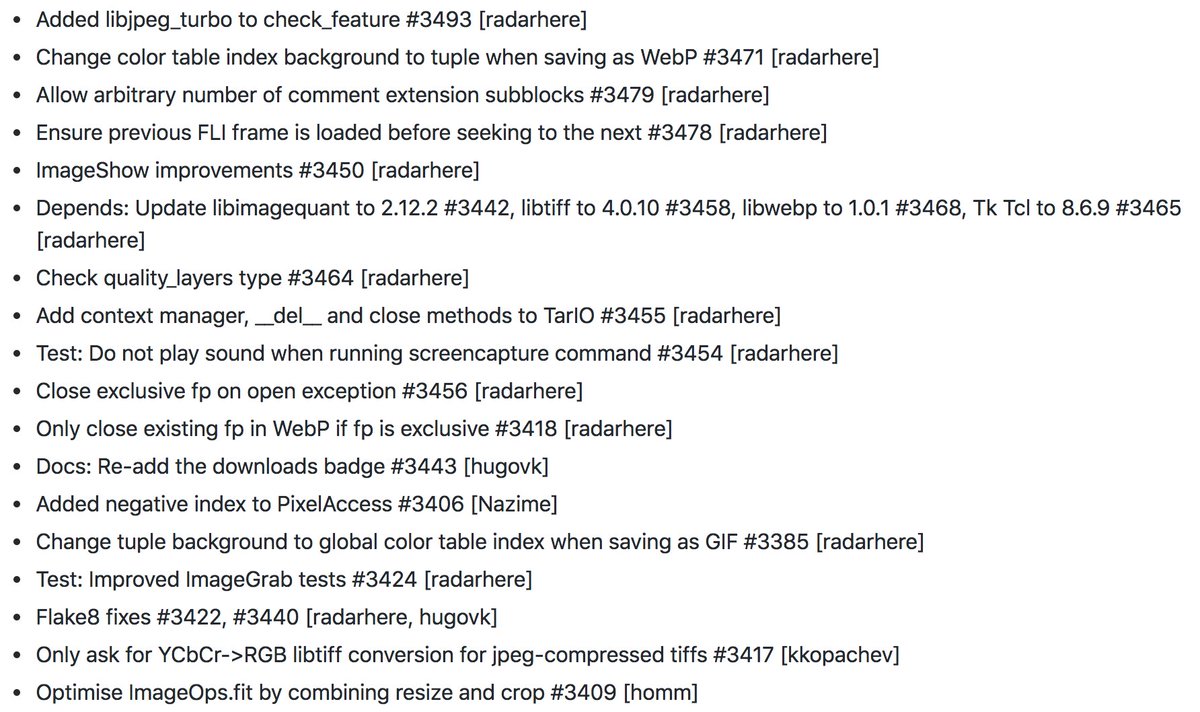 • Added libjpeg_turbo to check_feature #3493 [radarhere]
• Change color table index background to tuple when saving as WebP #3471 [radarhere]
• Allow arbitrary number of comment extension subblocks #3479 [radarhere]
• Ensure previous FLI frame is loaded before seeking to the next #3478 [radarhere]
• ImageShow improvements #3450 [radarhere]
• Depends: Update libimagequant to 2.12.2 #3442, libtiff to 4.0.10 #3458, libwebp to 1.0.1 #3468, Tk Tcl to 8.6.9 #3465
[radarhere]
• Check quality_layers type #3464 [radarhere]
• Add context manager, __del__ and close methods to TarIO #3455 [radarhere]
• Test: Do not play sound when running screencapture command #3454 [radarhere]
• Close exclusive fp on open exception #3456 [radarhere]
• Only close existing fp in WebP if fp is exclusive #3418 [radarhere]
• Docs: Re-add the downloads badge #3443 [hugovk]
• Added negative index to PixelAccess #3406 [Nazime]
• Change tuple background to global color table index when saving as GIF #3385 [radarhere]
• Test: Improved ImageGrab tests #3424 [radarhere]
• Flake8 fixes #3422, #3440 [radarhere, hugovk]
• Only ask for YCbCr->RGB libtiff conversion for jpeg-compressed tiffs #3417 [kkopachev]
• Optimise ImageOps.fit by combining resize and crop #3409 [homm]